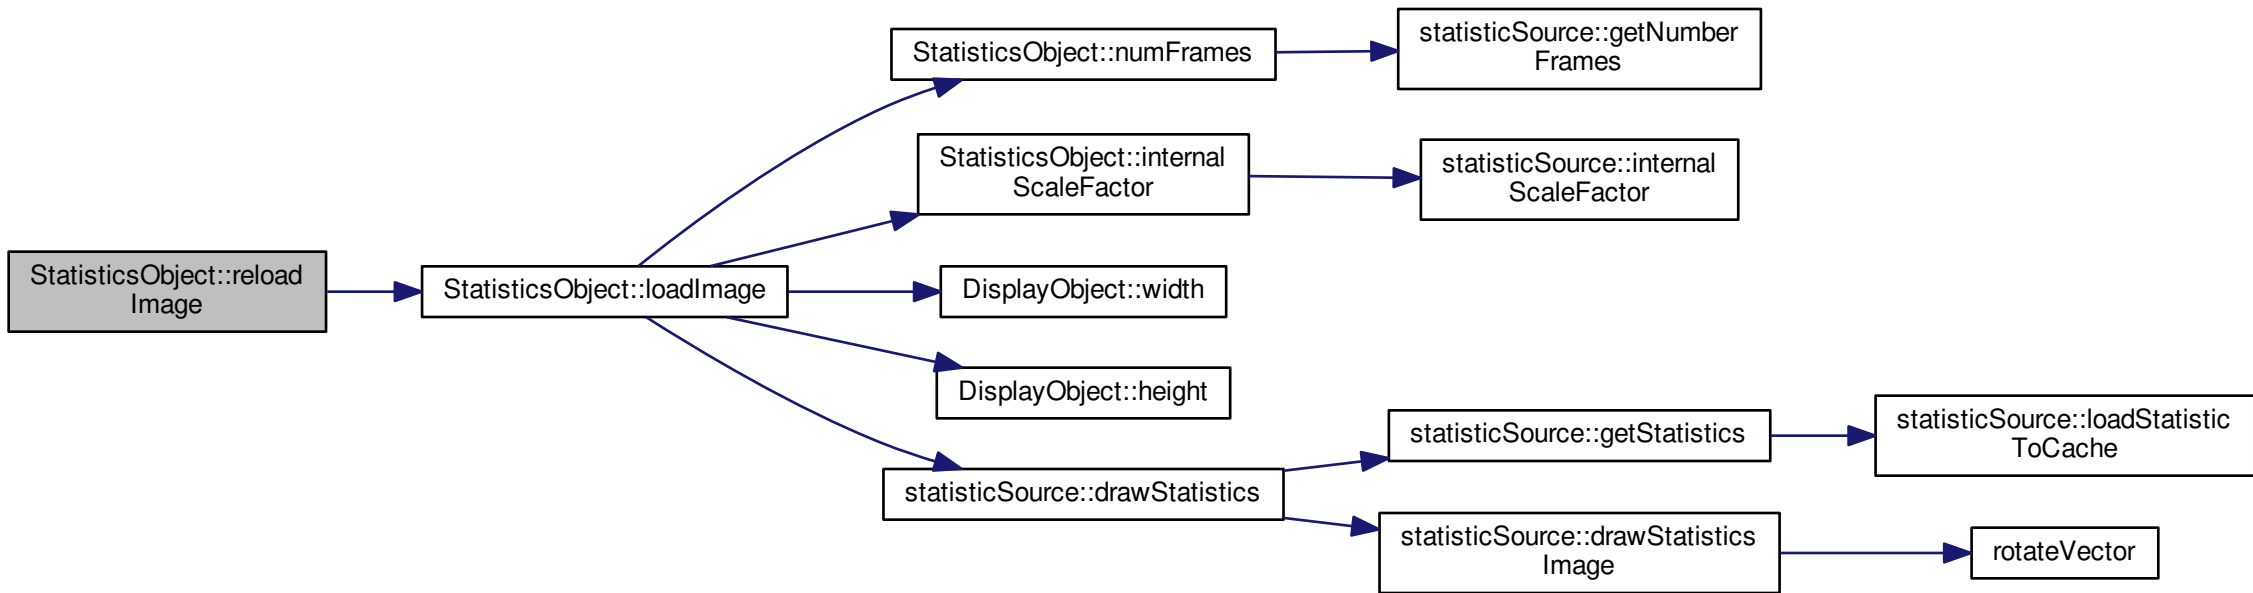 StatisticsObject::reload
Image
StatisticsObject::loadImage
StatisticsObject::numFrames
statisticSource::getNumber
Frames
StatisticsObject::internal
ScaleFactor
statisticSource::internal
ScaleFactor
DisplayObject::width
DisplayObject::height
statisticSource::drawStatistics
statisticSource::getStatistics
statisticSource::loadStatistic
ToCache
statisticSource::drawStatistics
Image
rotateVector